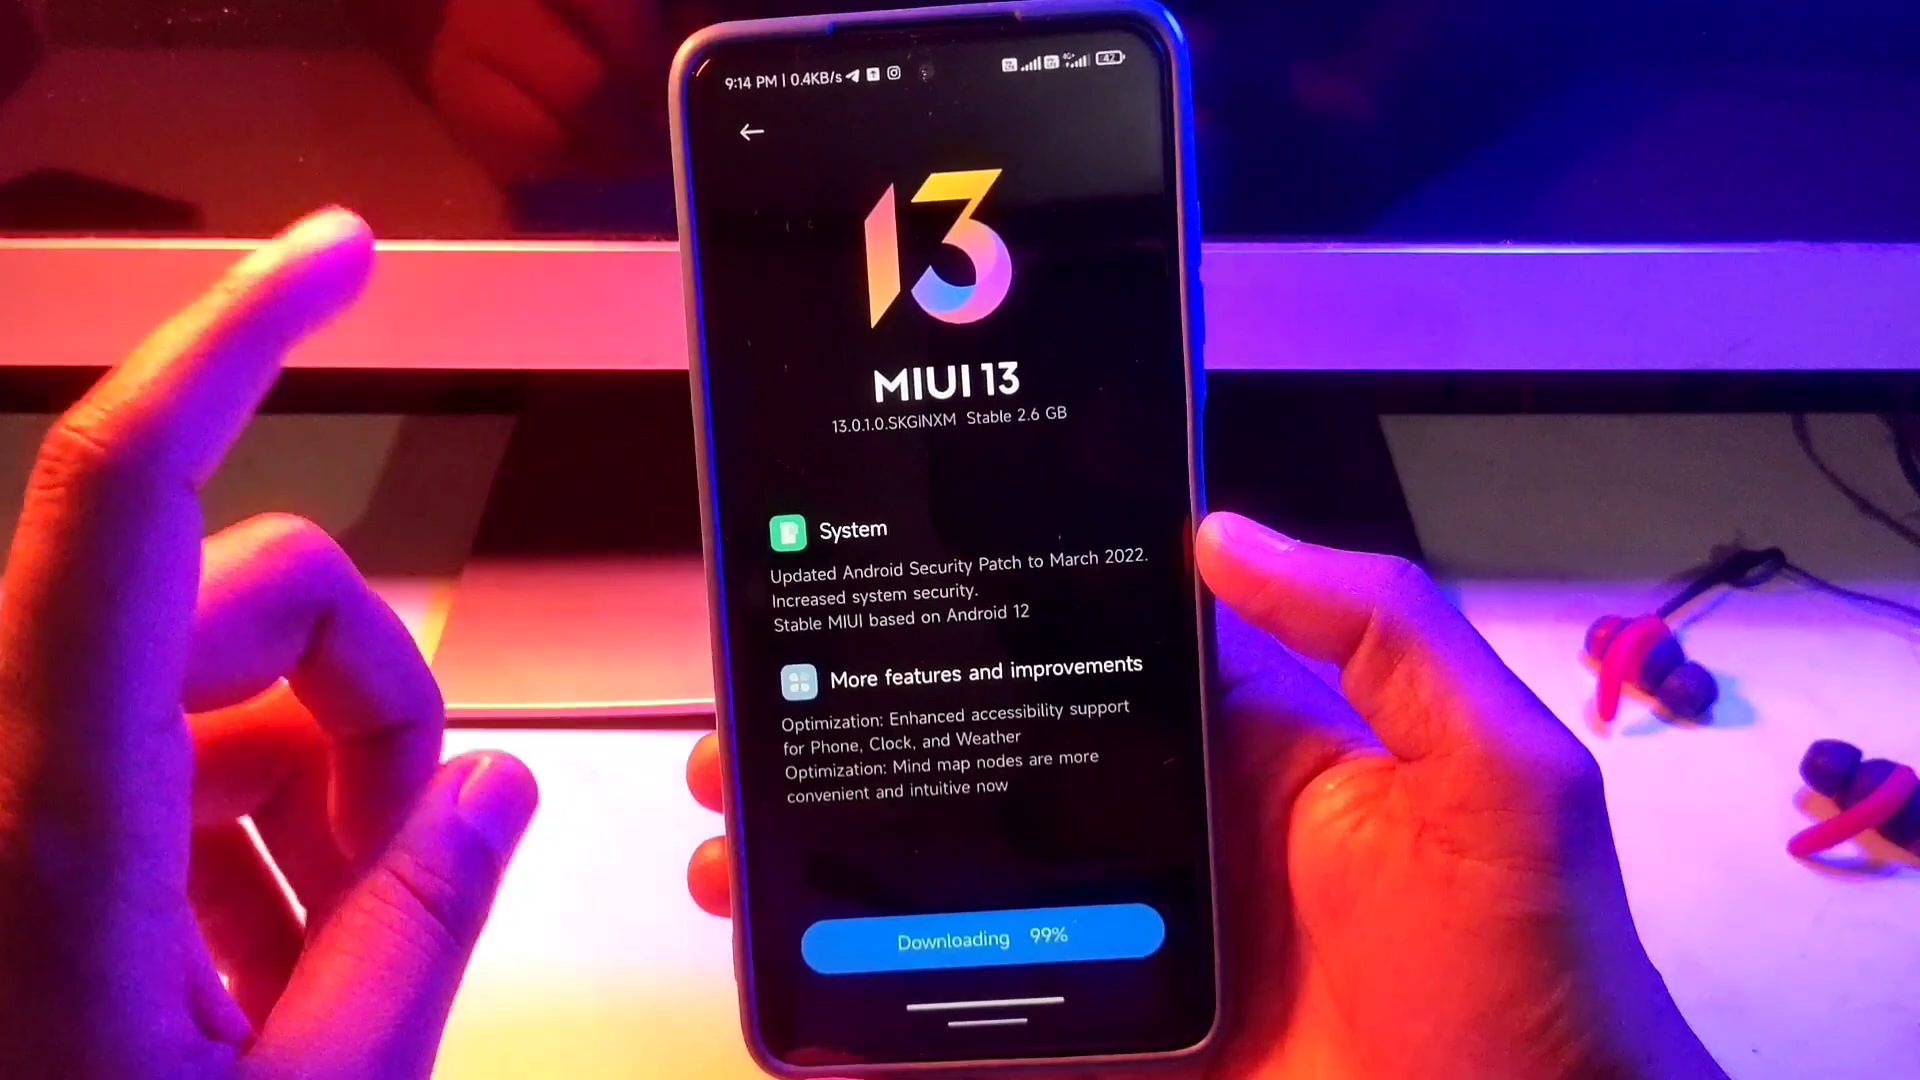 9:14 PM | 0.4KB/s
42
13
MIUI 13
13.0.1.0.SKGINXM Stable 2.6 GB
System
Updated Android Security Patch to March 2022.
Increased system security.
Stable MIUI based on Android 12
More features and improvements
Optimization: Enhanced accessibility support
for Phone, Clock, and Weather
Optimization: Mind map nodes are more
convenient and intuitive now
Downloading 99%